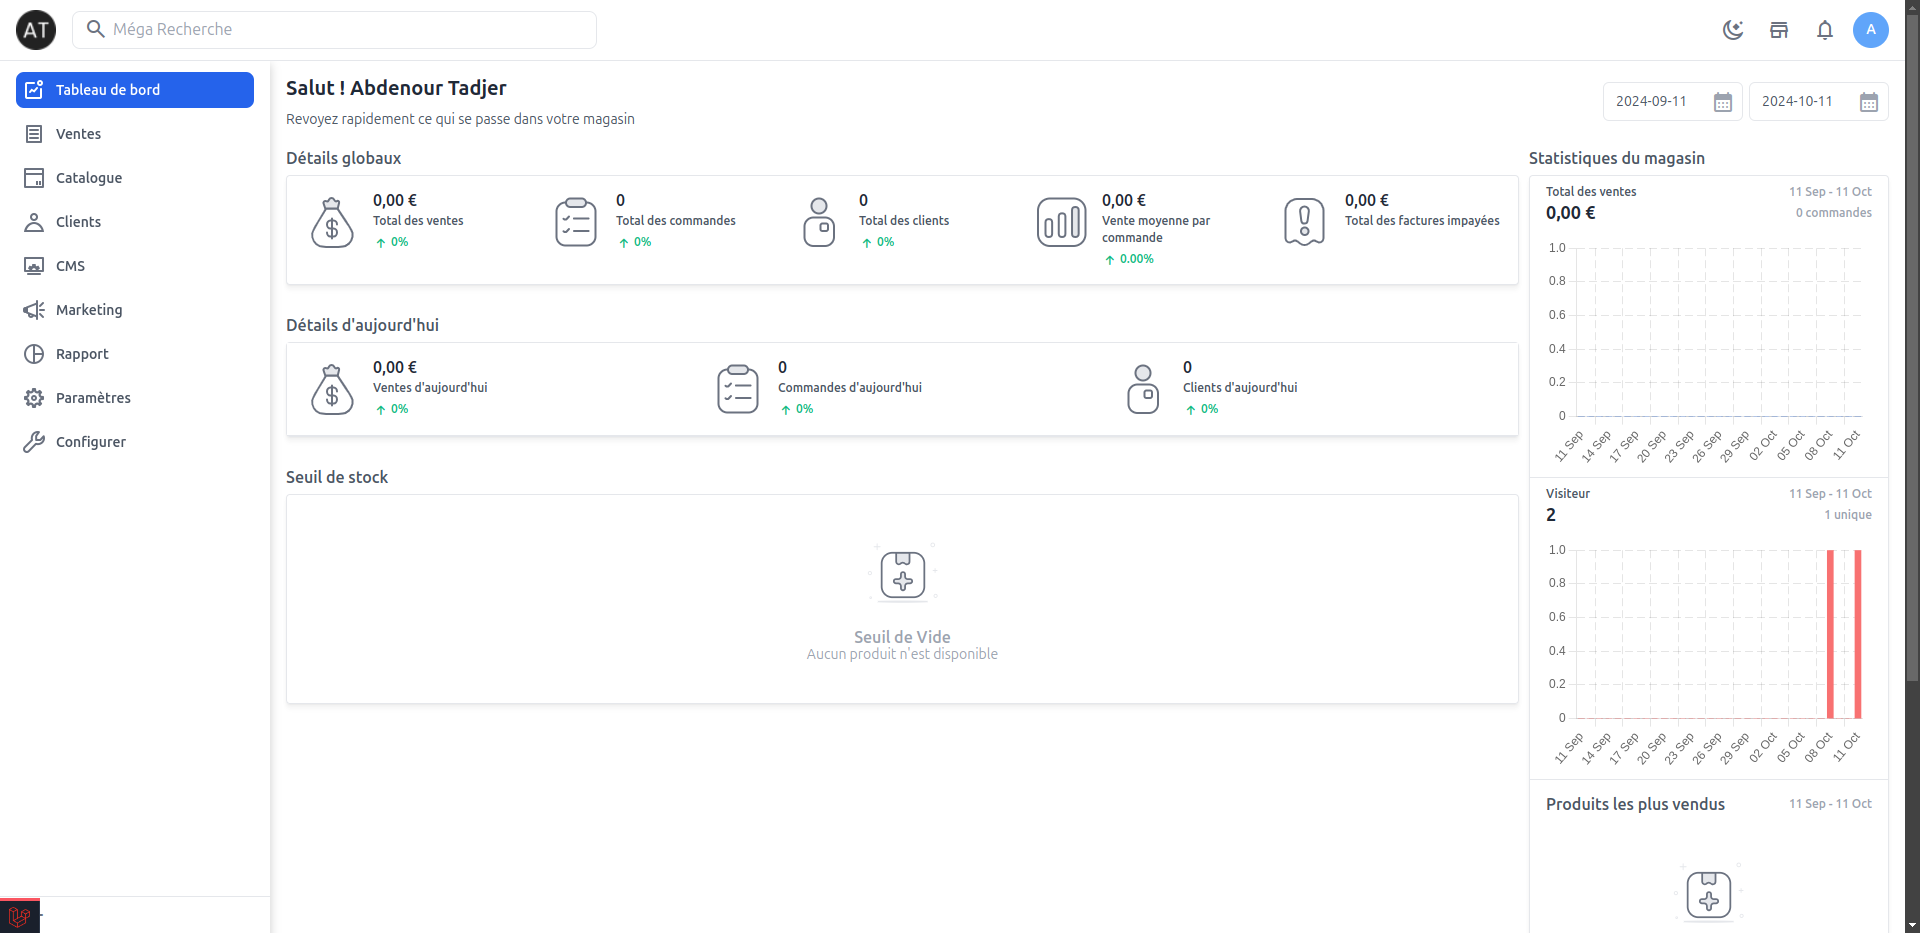 AT
Méga Recherche
A
Tableau de bord
Ventes
Catalogue
Clients
CMS
Marketing
Rapport
Paramètres
Configurer
Salut ! Abdenour Tadjer
Revoyez rapidement ce qui se passe dans votre magasin
2024-09-11
2024-10-11
Détails globaux
0,00 €
Total des ventes
0%
0
Total des commandes
0%
0
Total des clients
0%
0,00 €
Vente moyenne par
commande
0.00%
0,00 €
Total des factures impayées
Détails d'aujourd'hui
0,00 €
Ventes d'aujourd'hui
0%
0
Commandes d'aujourd'hui
0%
0
Clients d'aujourd'hui
0%
Seuil de stock
Seuil de Vide
Aucun produit n'est disponible
Statistiques du magasin
Total des ventes
11 Sep - 11 Oct
0,00 €
0 commandes
1.0
0.8
0.6
0.4
0.2
0
11 Sep
14 Sep
17 Sep
20 Sep
23 Sep
26 Sep
29 Sep
02 Oct
05 Oct
08 Oct
11 Oct
Visiteur
11 Sep - 11 Oct
2
1 unique
1.0
0.8
0.6
0.4
0.2
0
11 Sep
14 Sep
17 Sep
20 Sep
23 Sep
26 Sep
29 Sep
02 Oct
05 Oct
08 Oct
11 Oct
Produits les plus vendus
11 Sep - 11 Oct